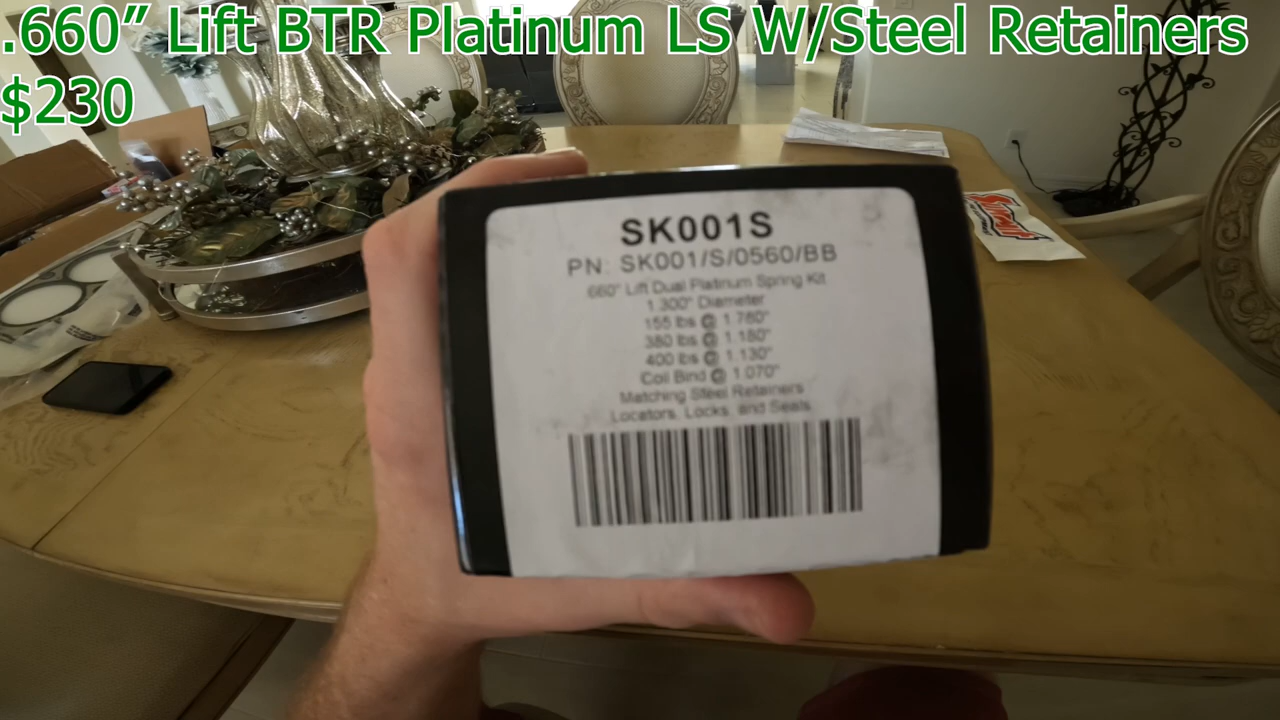 .660” Lift BTR Platinum LS W/Steel Retainers
$230
SK001S
PN: SK001/S/0560/BB
.660" Lift Dual Platinum Spring Kit
1.300" Diameter
155 lbs @ 1.780"
380 lbs @ 1.180"
400 lbs @ 1.130"
Coil Bind @ 1.070"
Matching Steel Retainers
Locators, Locks, and Seals
Summit